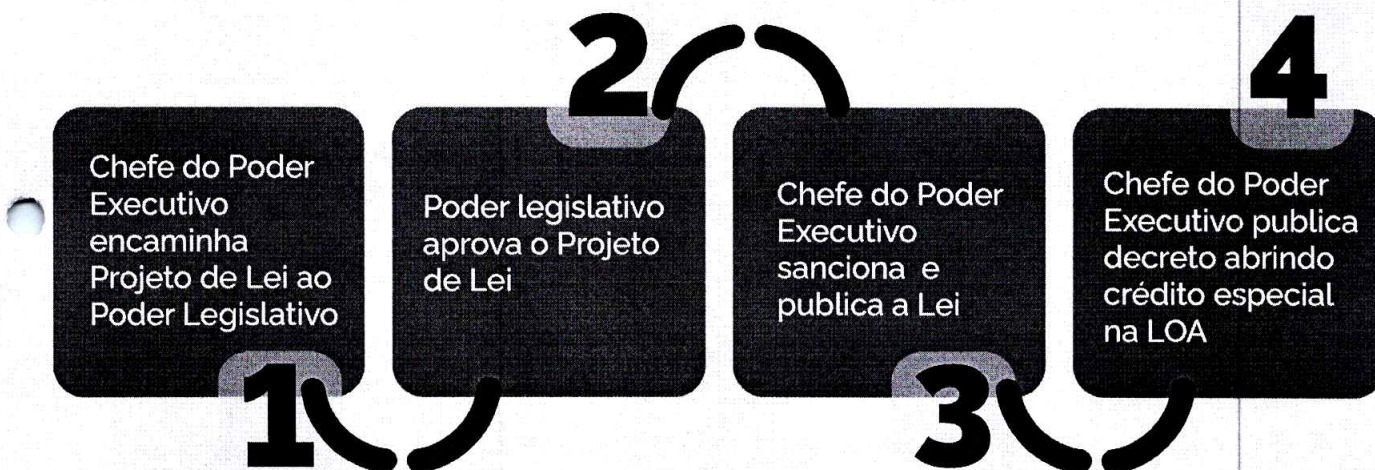 Chefe do Poder
Executivo
encaminha
Projeto de Lei ao
Poder Legislativo
1
2
Poder legislativo
aprova o Projeto
de Lei
Chefe do Poder
Executivo
sanciona e
publica a Lei
3
4
Chefe do Poder
Executivo publica
decreto abrindo
crédito especial
na LOA